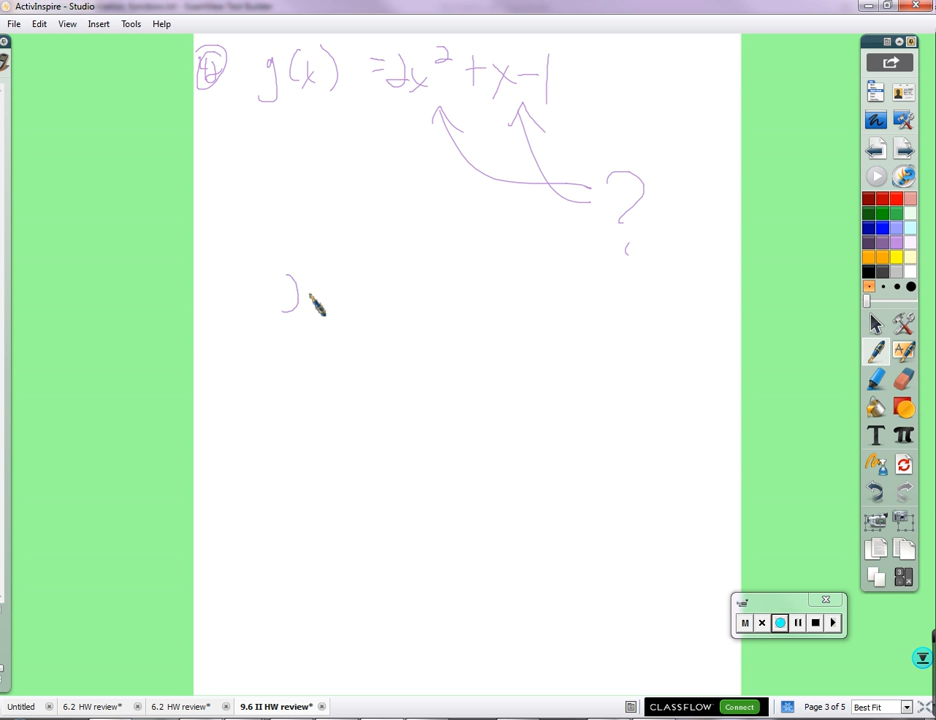 ActivInspire - Studio
File Edit View Insert Tools Help
g(x) = 2x² + x - 1
?
)
T π
M
Untitled 6.2 HW review* 6.2 HW review* 9.6 II HW review*
CLASSFLOW Connect
Page 3 of 5 Best Fit